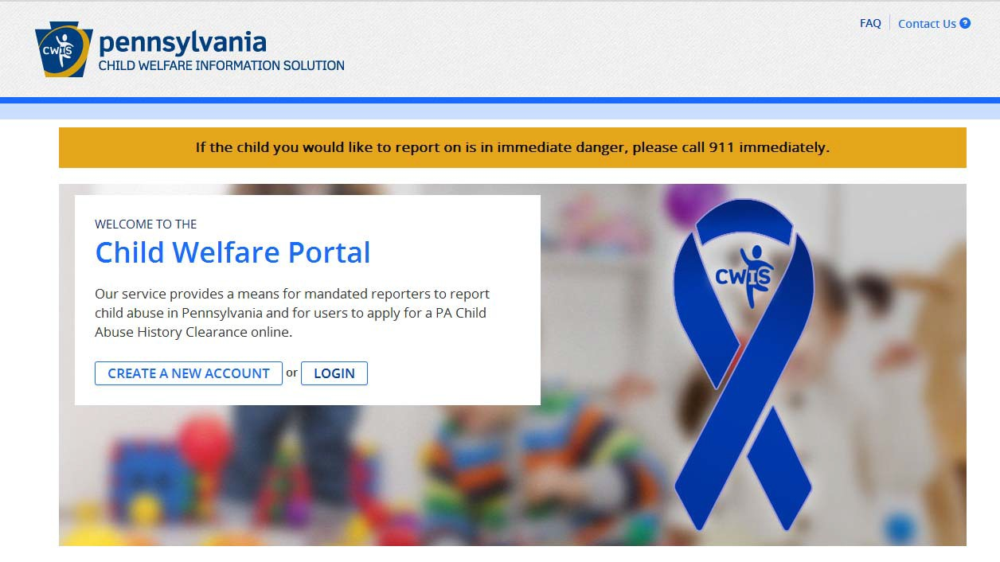 CWIS
pennsylvania
CHILD WELFARE INFORMATION SOLUTION
FAQ
Contact Us ?
If the child you would like to report on is in immediate danger, please call 911 immediately.
WELCOME TO THE
Child Welfare Portal
Our service provides a means for mandated reporters to report
child abuse in Pennsylvania and for users to apply for a PA Child
Abuse History Clearance online.
CREATE A NEW ACCOUNT or LOGIN
CWIS